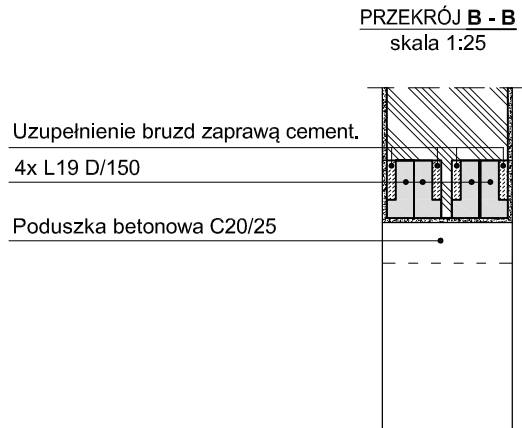 PRZEKRÓJ B - B
skala 1:25
Uzupełnienie bruzd zaprawą cement.
4x L19 D/150
Poduszka betonowa C20/25